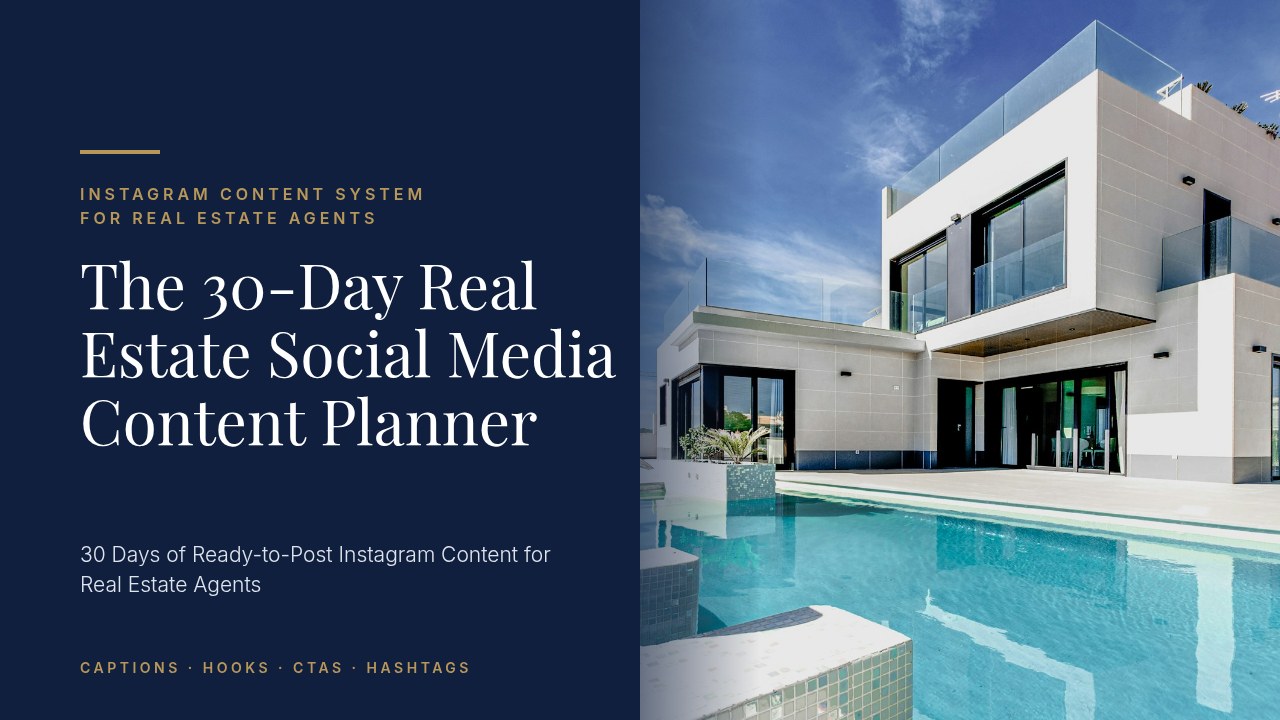 INSTAGRAM CONTENT SYSTEM
FOR REAL ESTATE AGENTS
The 30-Day Real
Estate Social Media
Content Planner
30 Days of Ready-to-Post Instagram Content for
Real Estate Agents
CAPTIONS · HOOKS · CTAS · HASHTAGS